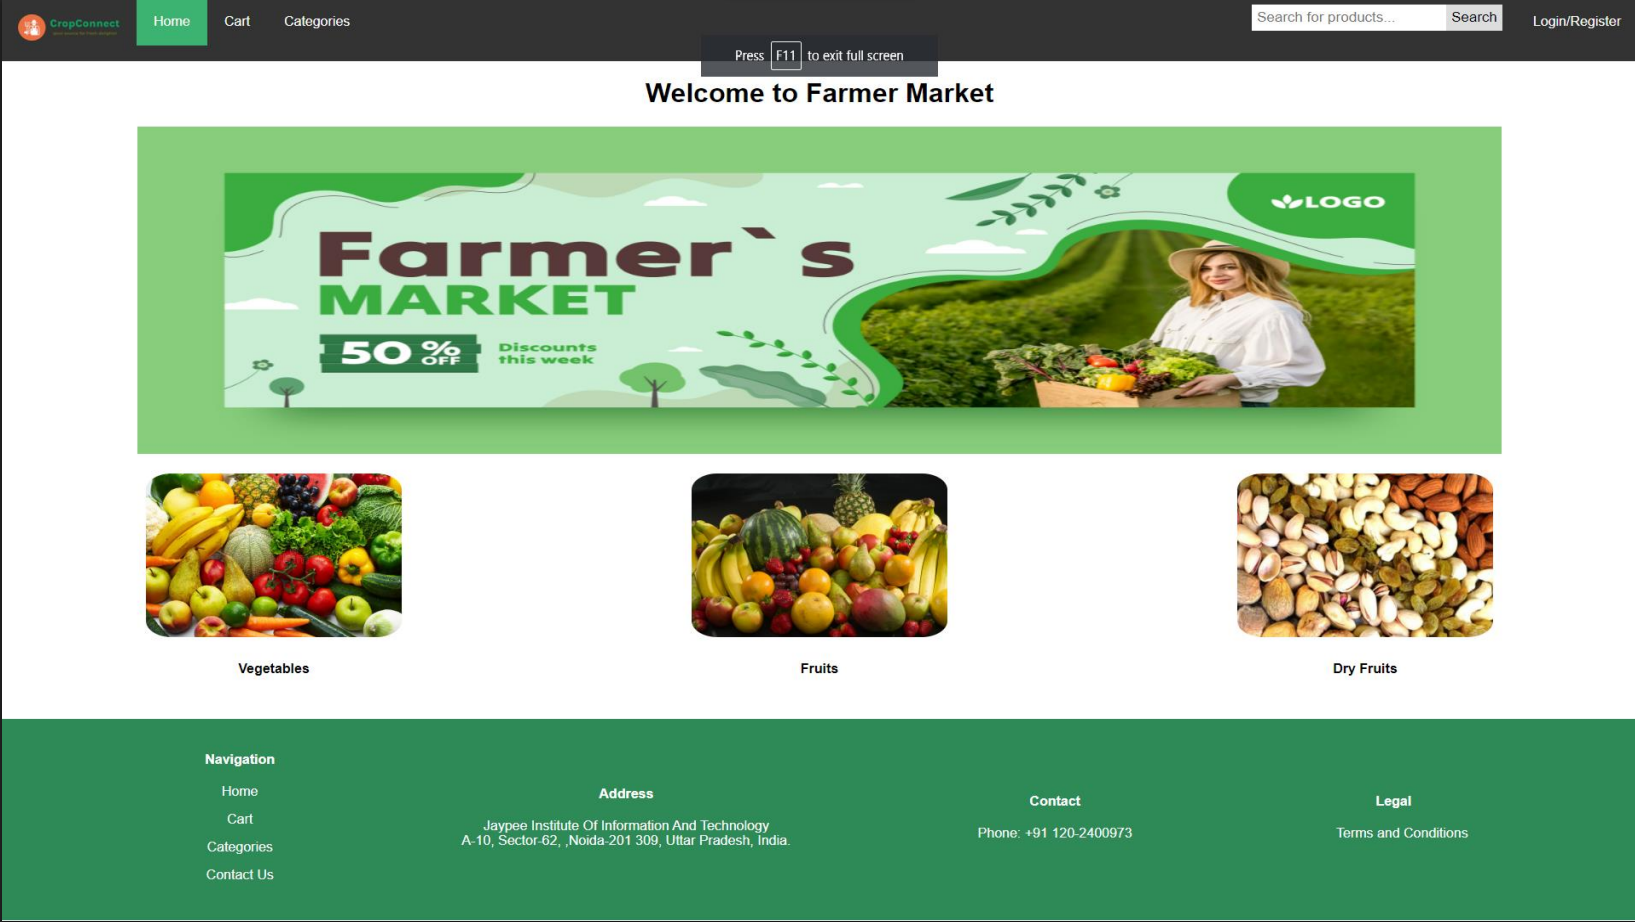 CropConnect
Home
Cart
Categories
Search for products...
Search
Login/Register
Press F11 to exit full screen
Welcome to Farmer Market
LOGO
Farmer`s
MARKET
50 % OFF
Discounts
this week
Vegetables
Fruits
Dry Fruits
Navigation
Home
Cart
Categories
Contact Us
Address
Jaypee Institute Of Information And Technology
A-10, Sector-62, ,Noida-201 309, Uttar Pradesh, India.
Contact
Phone: +91 120-2400973
Legal
Terms and Conditions